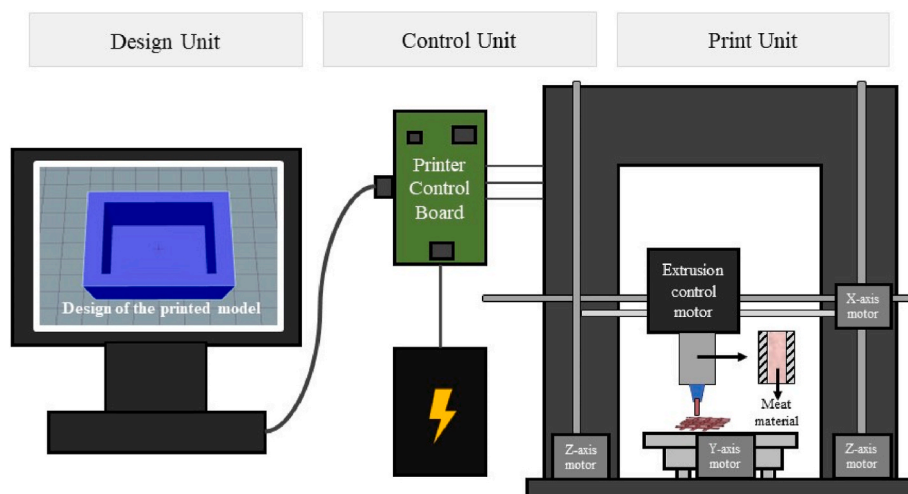 Design Unit
Control Unit
Print Unit
Printer
Control
Board
Design of the printed model
Extrusion
control
motor
X-axis
motor
Meat
material
Z-axis
motor
Y-axis
motor
Z-axis
motor